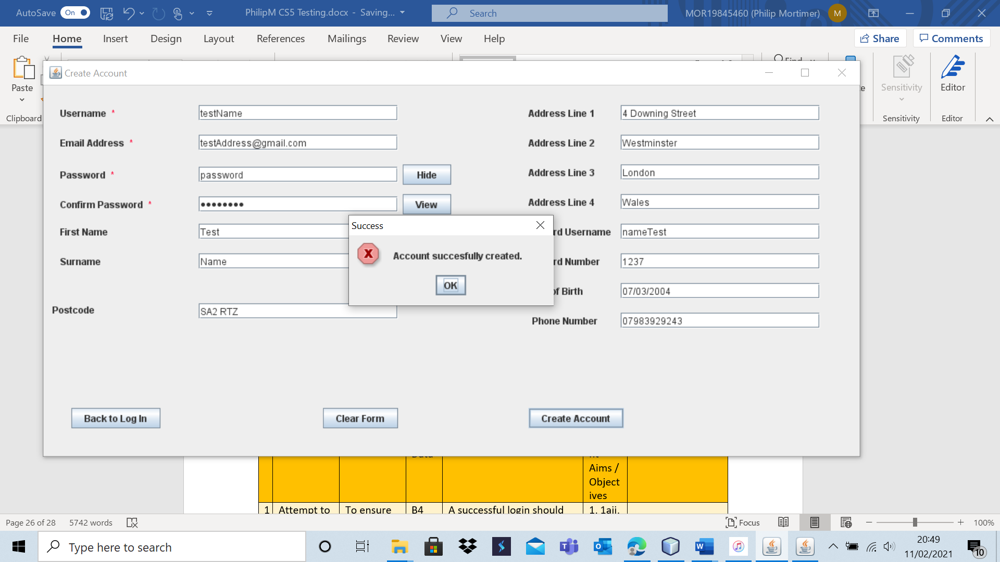 AutoSave On PhilipM CS5 Testing.docx - Saving... Search MOR19845460 (Philip Mortimer) M
File Home Insert Design Layout References Mailings Review View Help Share Comments
Paste Sensitivity Editor
Clipboard Sensitivity Editor
Create Account
Username * testName Address Line 1 4 Downing Street
Email Address * testAddress@gmail.com Address Line 2 Westminster
Password * password Hide Address Line 3 London
Confirm Password * View Address Line 4 Wales
First Name Test Username nameTest
Surname Name Number 1237
of Birth 07/03/2004
Postcode SA2 RTZ
Phone Number 07983929243
Success
Account succesfully created.
OK
Back to Log In Clear Form Create Account
Aims /
Object
ives
1 Attempt to To ensure B4 A successful login should 1. 1aii.
Page 26 of 28 5742 words Focus 100%
Type here to search
20:49
11/02/2021
10